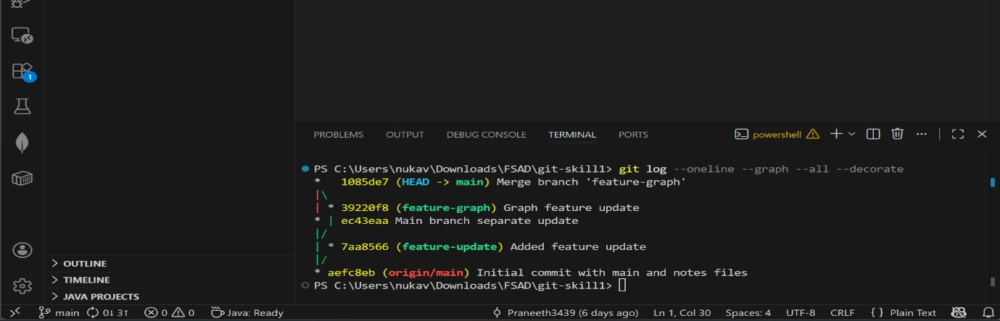 1
PROBLEMS OUTPUT DEBUG CONSOLE TERMINAL PORTS powershell
PS C:\Users\nukav\Downloads\FSAD\git-skill1> git log --oneline --graph --all --decorate
*   1085de7 (HEAD -> main) Merge branch 'feature-graph'
|\
| * 39220f8 (feature-graph) Graph feature update
* | ec43eaa Main branch separate update
|/
| * 7aa8566 (feature-update) Added feature update
|/
* aefc8eb (origin/main) Initial commit with main and notes files
PS C:\Users\nukav\Downloads\FSAD\git-skill1>
> OUTLINE
> TIMELINE
> JAVA PROJECTS
main 0↓ 3↑ 0 0 Java: Ready Praneeth3439 (6 days ago) Ln 1, Col 30 Spaces: 4 UTF-8 CRLF { } Plain Text